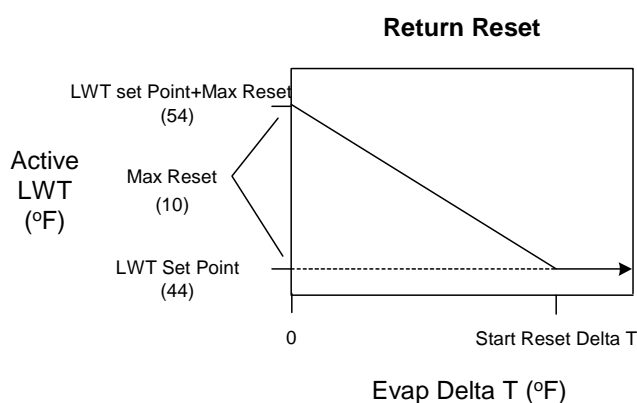 Return Reset
LWT set Point+Max Reset
(54)
Active
LWT
(°F)
Max Reset
(10)
LWT Set Point
(44)
0
Start Reset Delta T
Evap Delta T (°F)